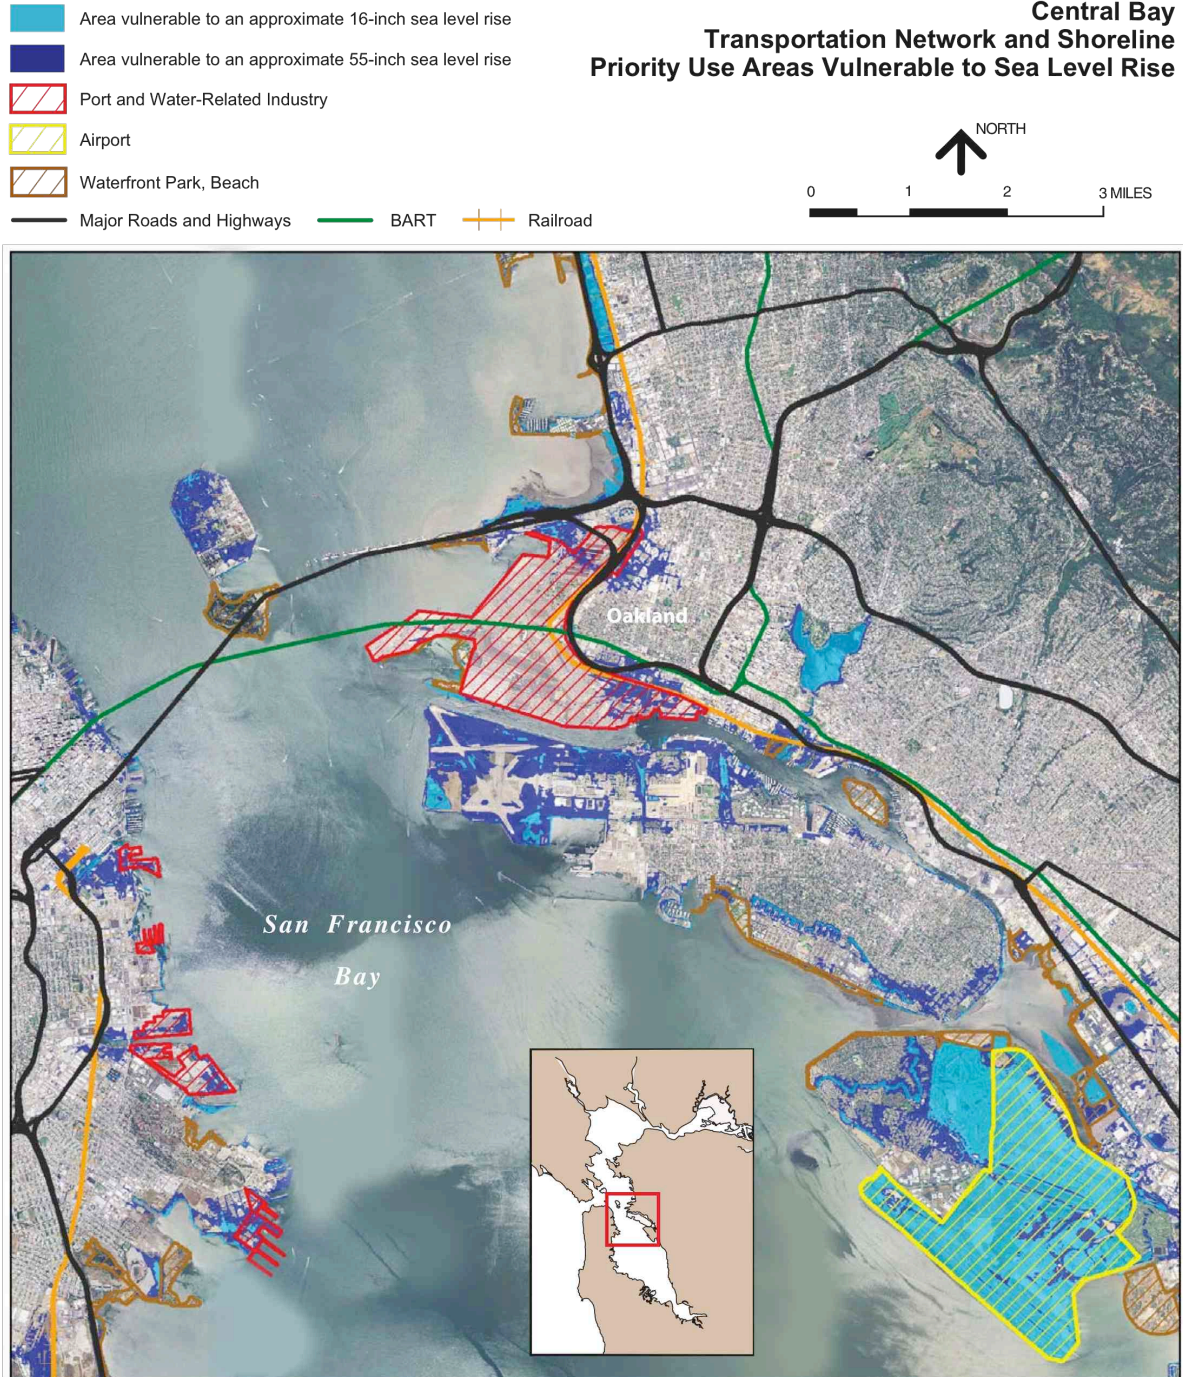 Area vulnerable to an approximate 16-inch sea level rise
Area vulnerable to an approximate 55-inch sea level rise
Port and Water-Related Industry
Airport
Waterfront Park, Beach
Major Roads and Highways
BART
Railroad
Central Bay
Transportation Network and Shoreline
Priority Use Areas Vulnerable to Sea Level Rise
NORTH
0 1 2 3 MILES
Oakland
San Francisco
Bay